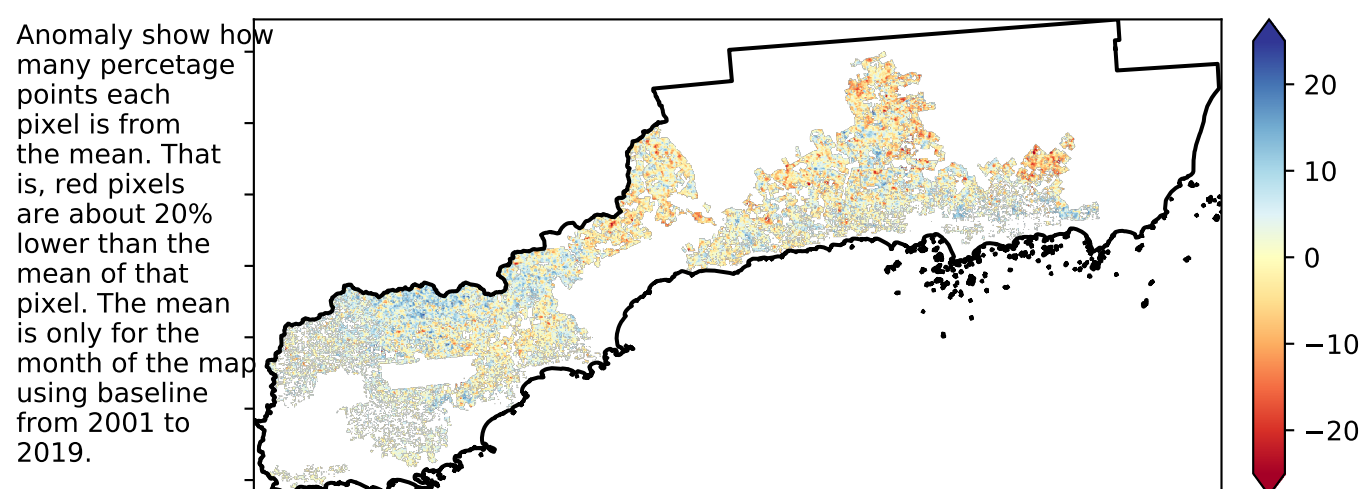 Anomaly show how
many percetage
points each
pixel is from
the mean. That
is, red pixels
are about 20%
lower than the
mean of that
pixel. The mean
is only for the
month of the map
using baseline
from 2001 to
2019.
20
10
0
−10
−20